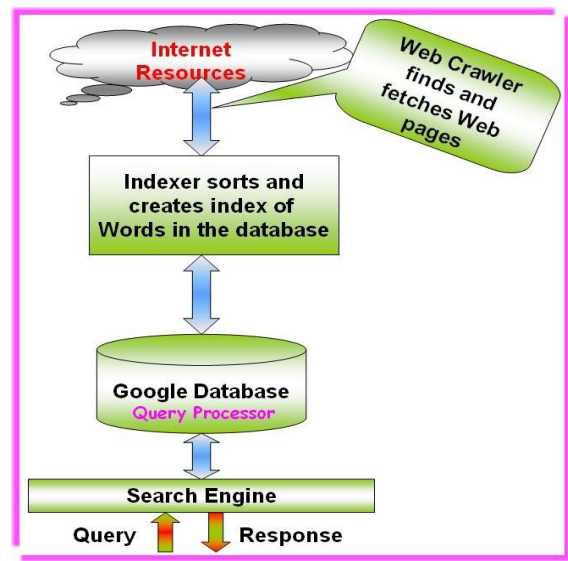 Internet
Resources
Web Crawler
finds and
fetches Web
pages
Indexer sorts and
creates index of
Words in the database
Google Database
Query Processor
Search Engine
Query
Response